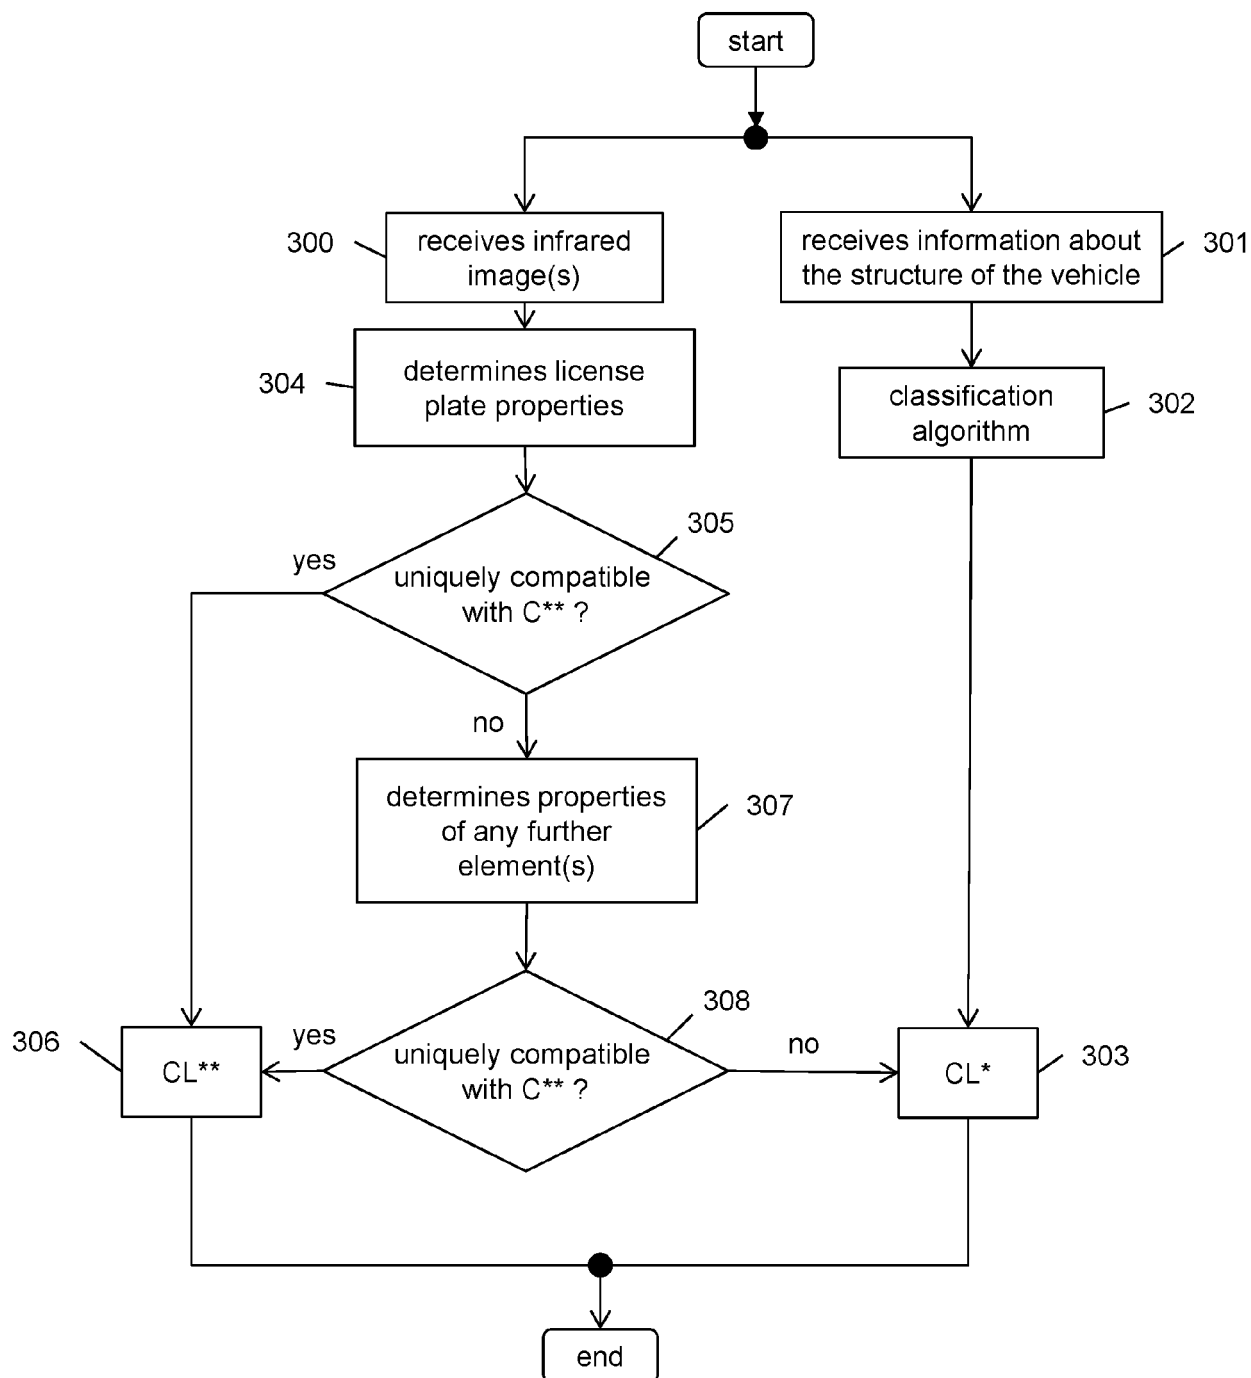 start
300
receives infrared
image(s)
receives information about
the structure of the vehicle
301
304
determines license
plate properties
classification
algorithm
302
305
yes
uniquely compatible
with C** ?
no
determines properties
of any further
element(s)
307
308
306
CL**
yes
uniquely compatible
with C** ?
no
CL*
303
end